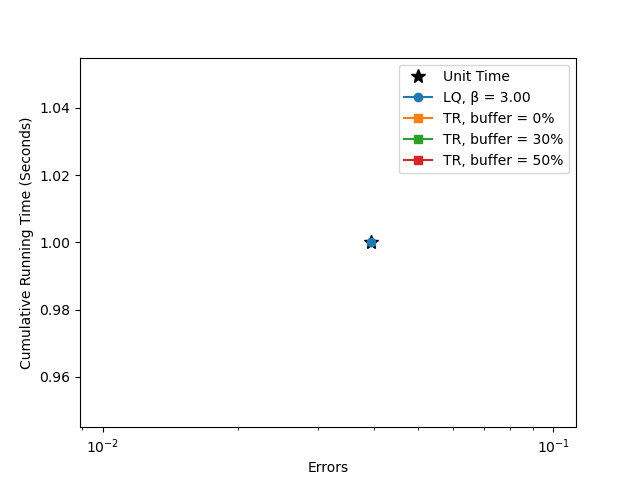 Cumulative Running Time (Seconds)
1.04
1.02
1.00
0.98
0.96
Unit Time
LQ, β = 3.00
TR, buffer = 0%
TR, buffer = 30%
TR, buffer = 50%
10⁻² 10⁻¹
Errors